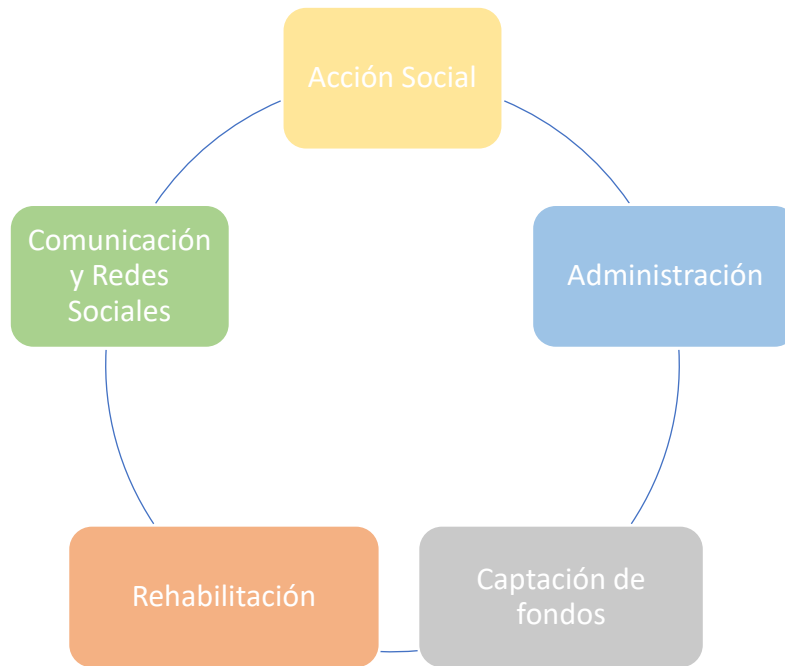 Acción Social
Comunicación
y Redes
Sociales
Administración
Rehabilitación
Captación de
fondos